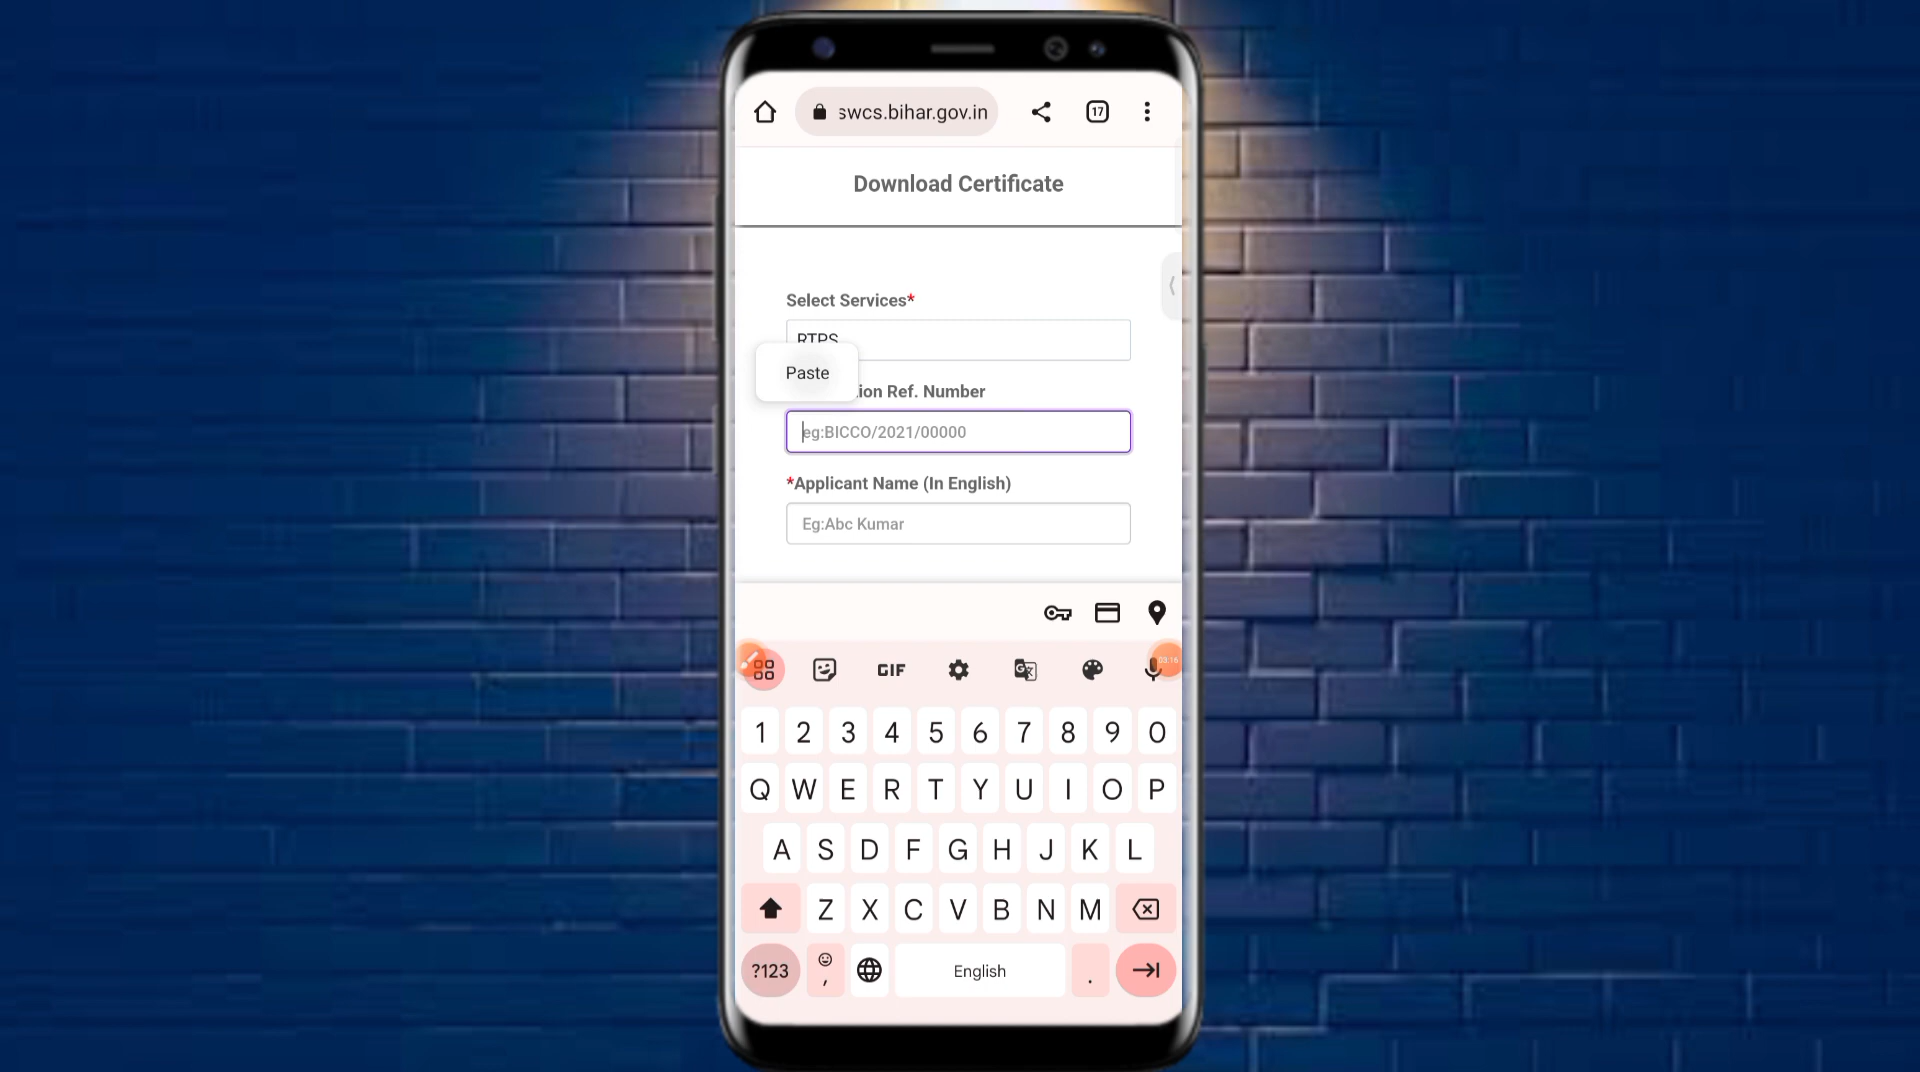 swcs.bihar.gov.in
17
Download Certificate
Select Services*
RTPS
Paste
ion Ref. Number
eg:BICCO/2021/00000
*Applicant Name (In English)
Eg:Abc Kumar
GIF
03:16
1 2 3 4 5 6 7 8 9 0
Q W E R T Y U I O P
A S D F G H J K L
Z X C V B N M
?123 , English .